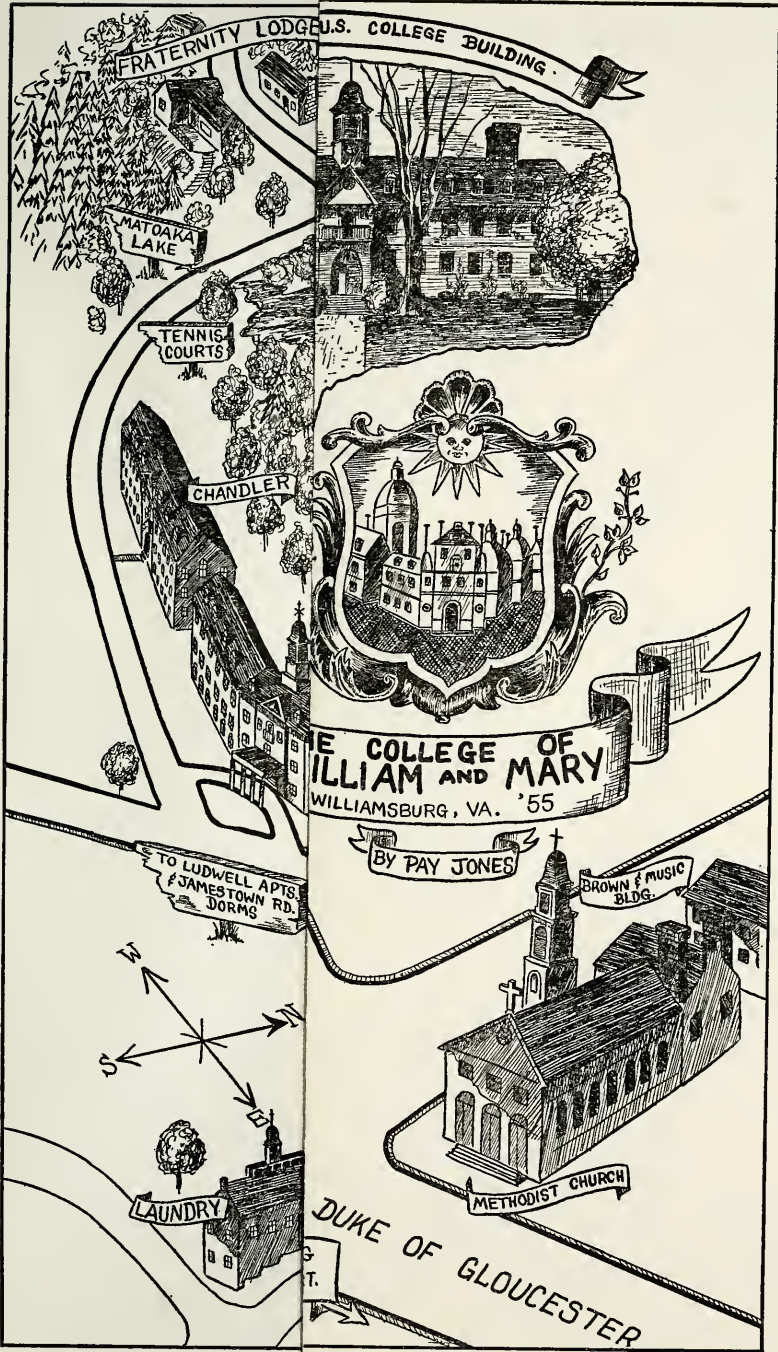 FRATERNITY LODGE
U.S. COLLEGE BUILDING.
MATOAKA
LAKE
TENNIS
COURTS
CHANDLER
E COLLEGE OF
ILLIAM AND MARY
WILLIAMSBURG, VA. '55
BY PAY JONES
TO LUDWELL APTS.
& JAMESTOWN RD.
DORMS
BROWN & MUSIC
BLDG.
W
N
S
E
METHODIST CHURCH
LAUNDRY
DUKE OF GLOUCESTER
G
T.